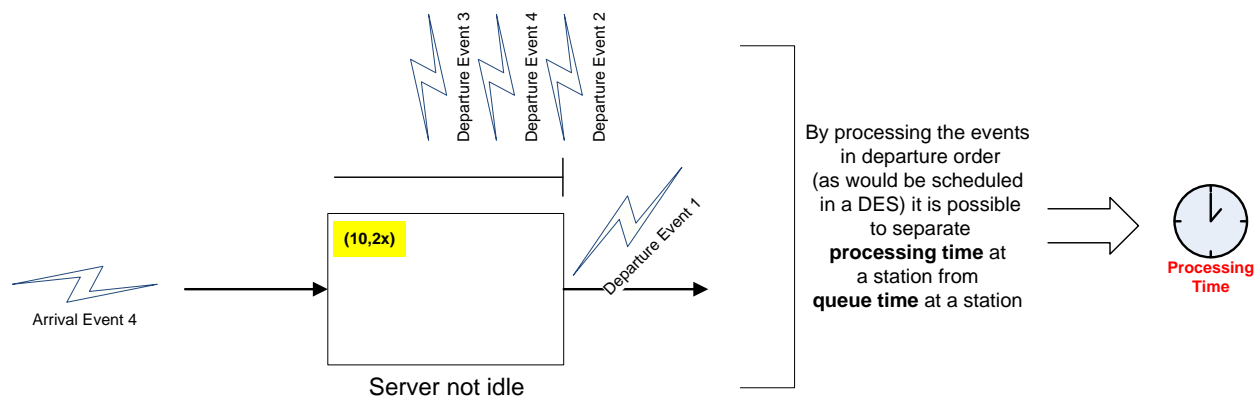 Departure Event 3
Departure Event 4
Departure Event 2
Departure Event 1
(10,2x)
Arrival Event 4
Server not idle
By processing the events
in departure order
(as would be scheduled
in a DES) it is possible
to separate
processing time at
a station from
queue time at a station
Processing
Time